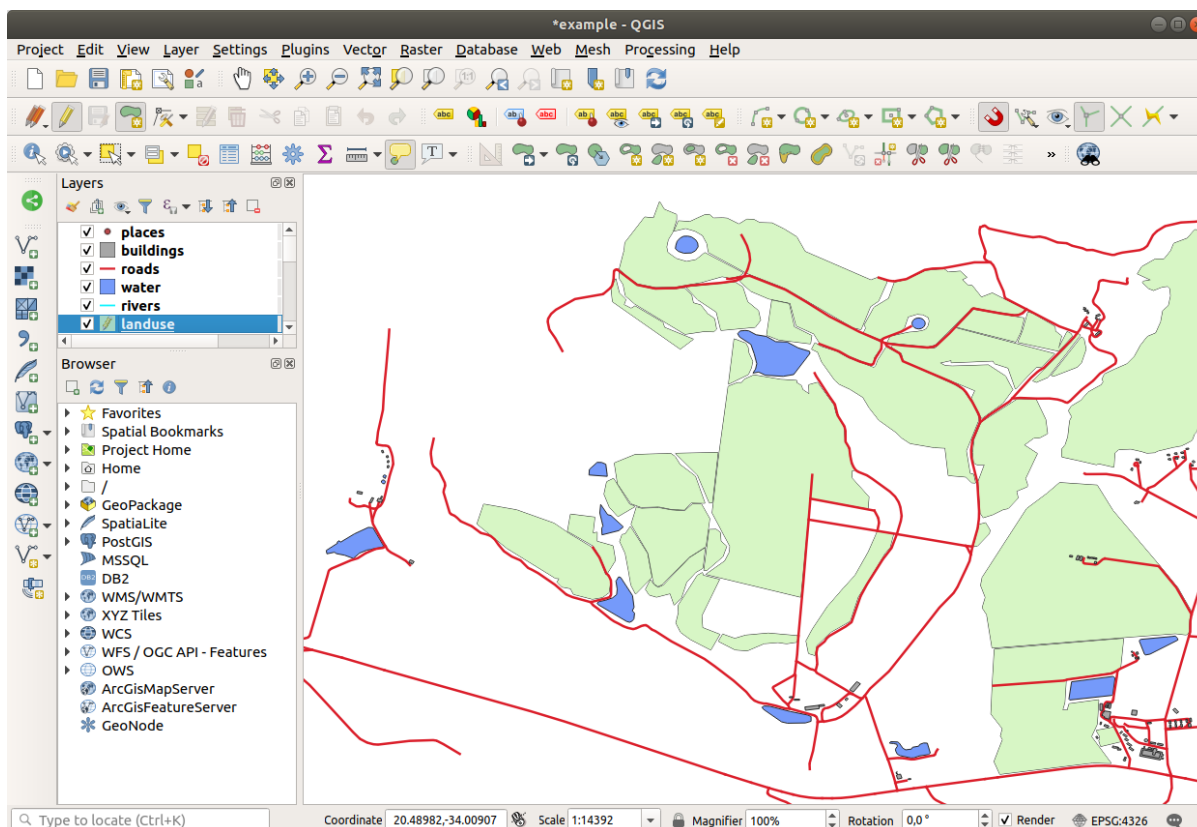 *example - QGIS
Project Edit View Layer Settings Plugins Vector Raster Database Web Mesh Processing Help
Layers
places
buildings
roads
water
rivers
landuse
Browser
Favorites
Spatial Bookmarks
Project Home
Home
/
GeoPackage
SpatiaLite
PostGIS
MSSQL
DB2
WMS/WMTS
XYZ Tiles
WCS
WFS / OGC API - Features
OWS
ArcGisMapServer
ArcGisFeatureServer
GeoNode
Type to locate (Ctrl+K) Coordinate 20.48982,-34.00907 Scale 1:14392 Magnifier 100% Rotation 0,0 ° Render EPSG:4326